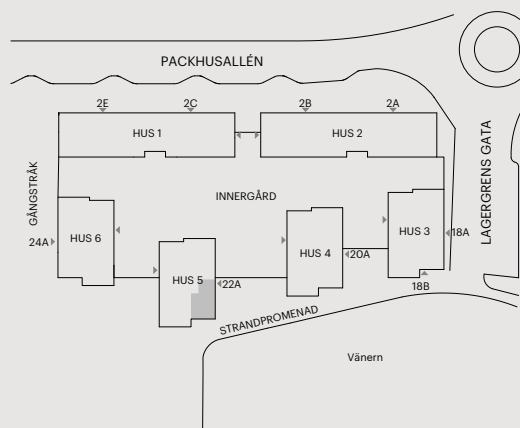 PACKHUSALLÉN
2E
2C
2B
2A
HUS 1
HUS 2
LAGERGRENS GATA
GÅNGSTRÅK
INNERGÅRD
24A
HUS 6
HUS 5
22A
HUS 4
20A
HUS 3
18A
18B
STRANDPROMENAD
Vänern